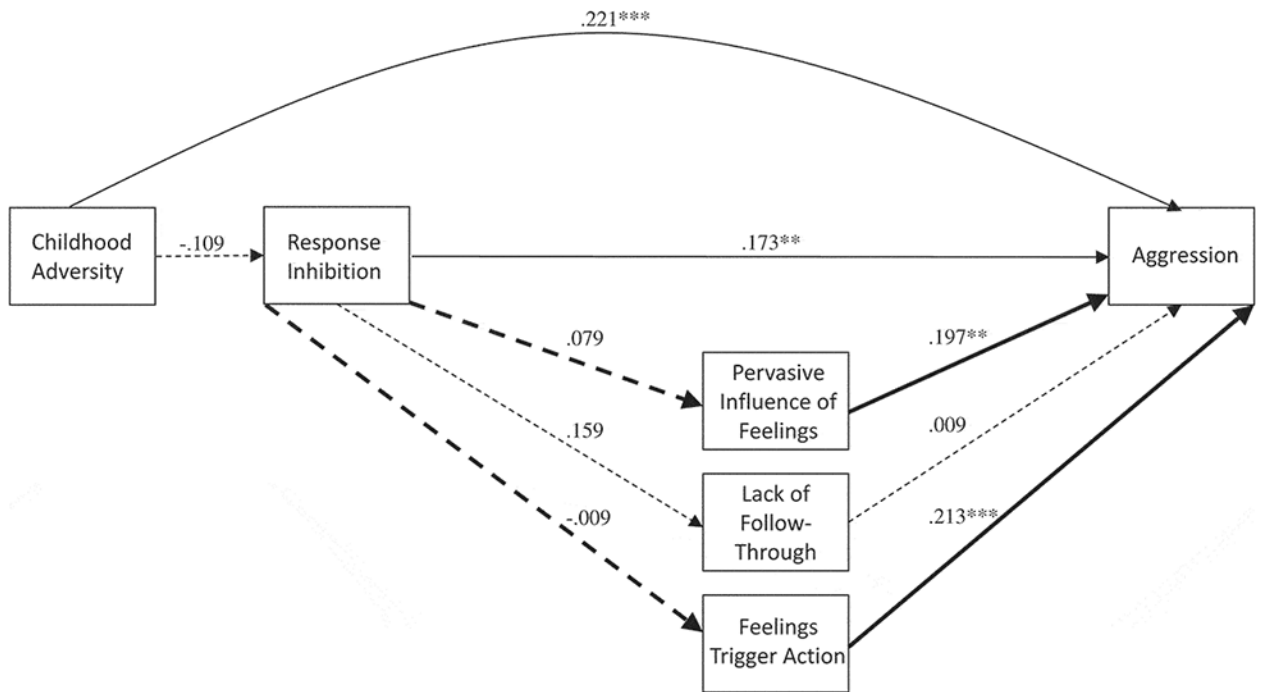 .221***
Childhood
Adversity
-.109
Response
Inhibition
.173**
Aggression
.079
.197**
Pervasive
Influence of
Feelings
.159
.009
Lack of
Follow-
Through
-.009
.213***
Feelings
Trigger Action